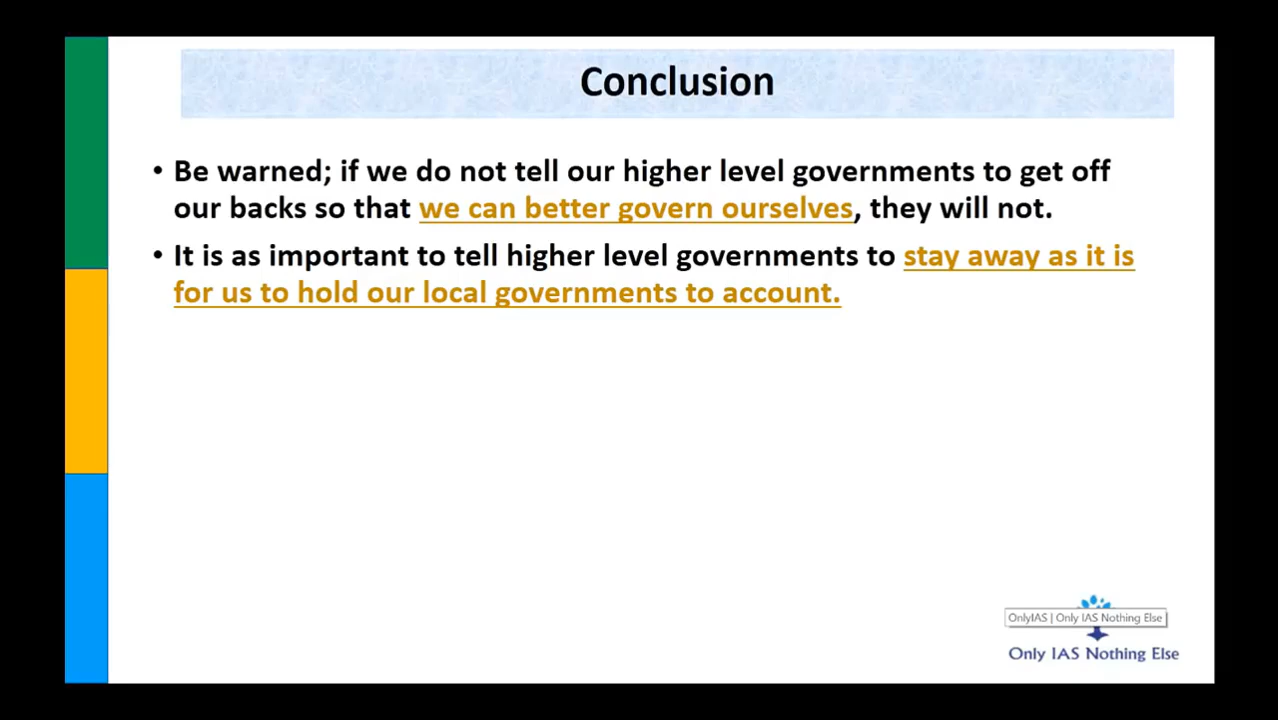 Conclusion
• Be warned; if we do not tell our higher level governments to get off
our backs so that we can better govern ourselves, they will not.
• It is as important to tell higher level governments to stay away as it is
for us to hold our local governments to account.
OnlyIAS | Only IAS Nothing Else
Only IAS Nothing Else